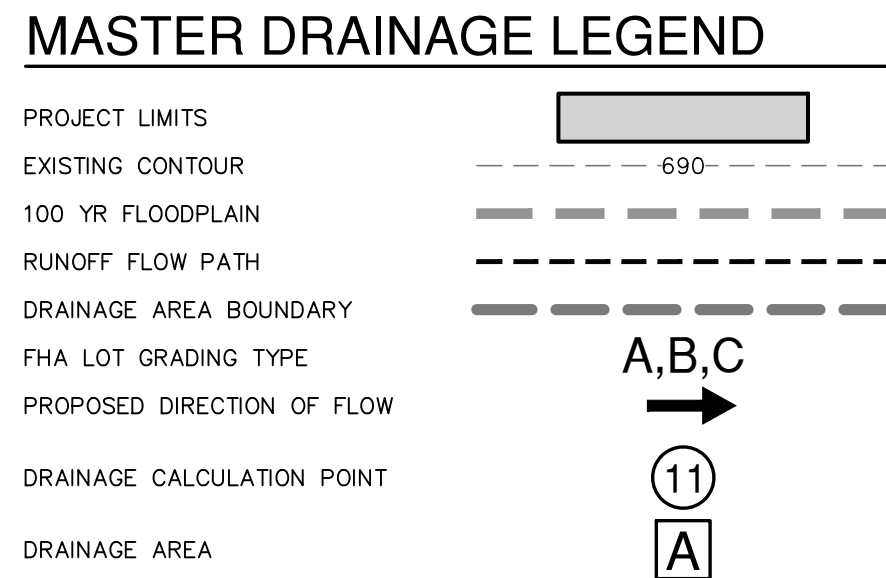 MASTER DRAINAGE LEGEND
PROJECT LIMITS
EXISTING CONTOUR 690
100 YR FLOODPLAIN
RUNOFF FLOW PATH
DRAINAGE AREA BOUNDARY
FHA LOT GRADING TYPE A,B,C
PROPOSED DIRECTION OF FLOW
DRAINAGE CALCULATION POINT 11
DRAINAGE AREA A